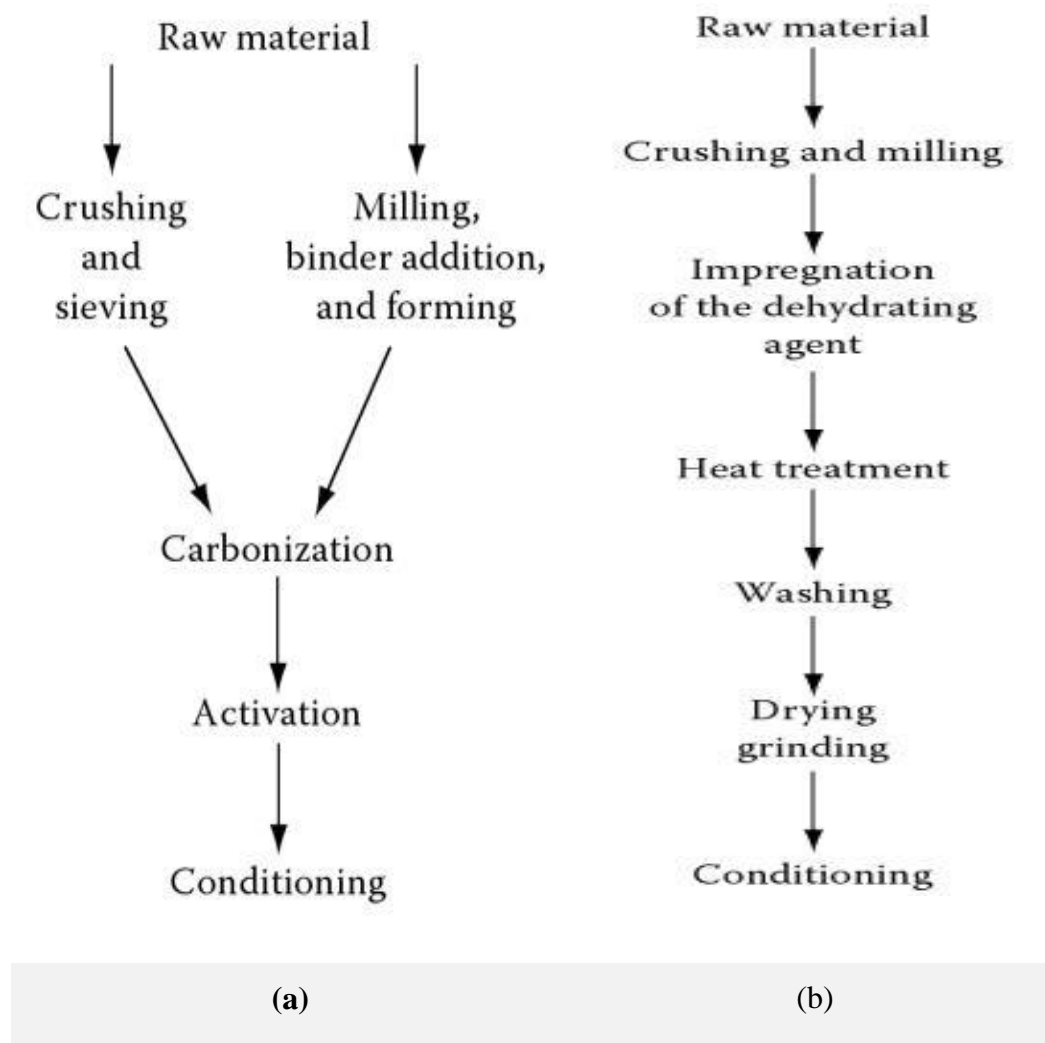 Raw material
Crushing
and
sieving
Milling,
binder addition,
and forming
Carbonization
Activation
Conditioning
(a)
Raw material
Crushing and milling
Impregnation
of the dehydrating
agent
Heat treatment
Washing
Drying
grinding
Conditioning
(b)